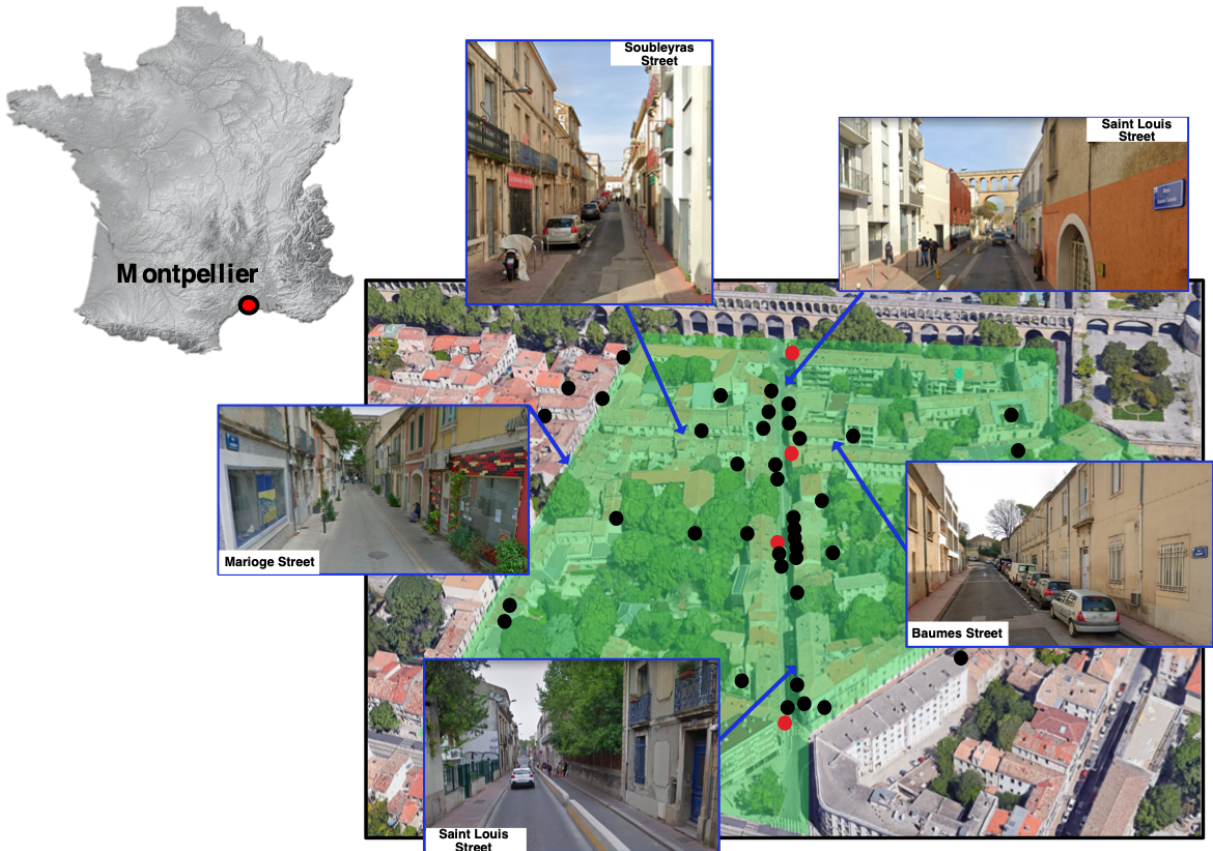 Soubleyras
Street
Saint Louis
Street
Montpellier
Marioge Street
Baumes Street
Saint Louis
Street